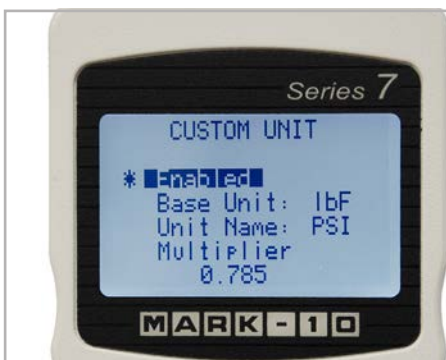 Series 7
CUSTOM UNIT
* Enabled
Base Unit: lbF
Unit Name: PSI
Multiplier
0.785
MARK-10